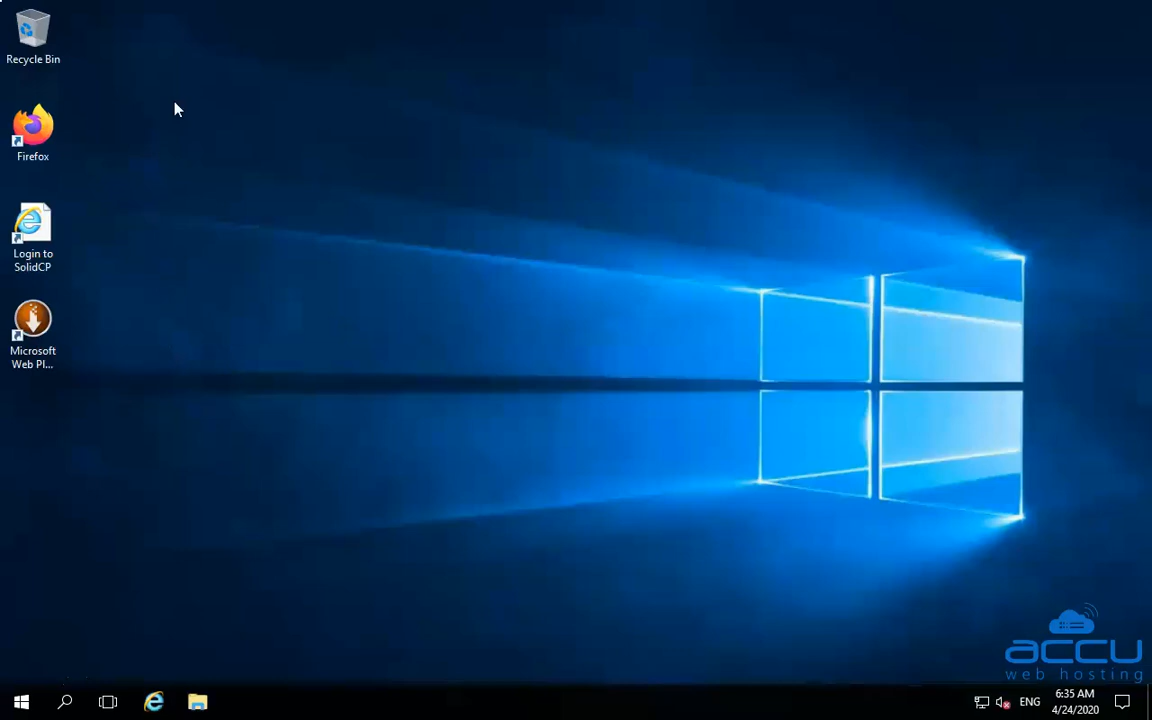 Recycle Bin
Firefox
Login to
SolidCP
Microsoft
Web Pl...
accu
web hosting
ENG
6:35 AM
4/24/2020